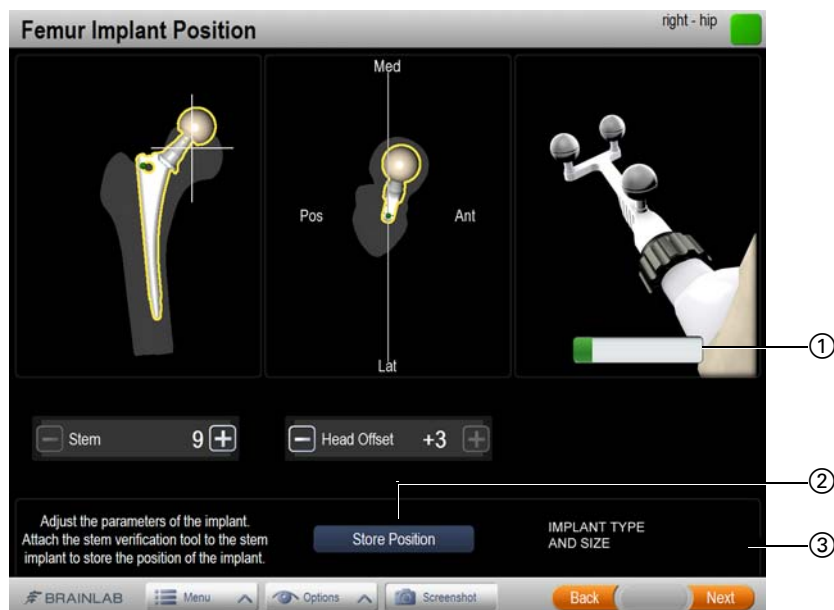 Femur Implant Position
right - hip
Med
Pos
Ant
Lat
①
Stem 9
Head Offset +3
②
Adjust the parameters of the implant.
Attach the stem verification tool to the stem
implant to store the position of the implant.
Store Position
IMPLANT TYPE
AND SIZE
③
BRAINLAB
Menu
Options
Screenshot
Back
Next